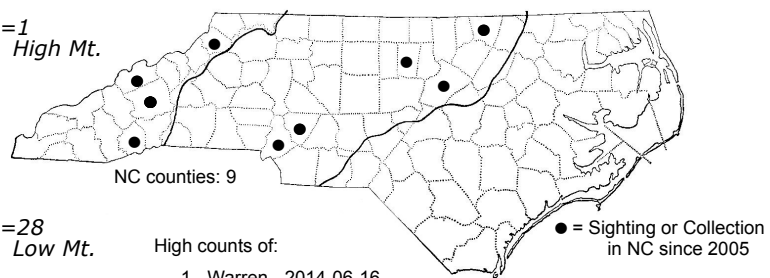 =1
High Mt.
NC counties: 9
=28
Low Mt.
High counts of:
1 - Warren - 2014-06-16
● = Sighting or Collection
in NC since 2005